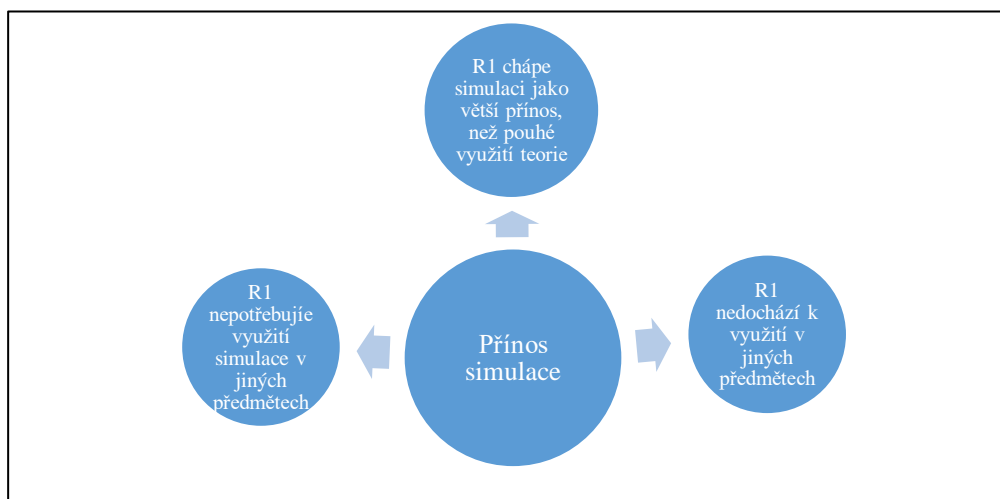 R1 chápe
simulaci jako
větší přínos,
než pouhé
využití teorie
R1
nepotřebujíe
využití
simulace v
jiných
předmětech
Přínos
simulace
R1
nedochází k
využití v
jiných
předmětech